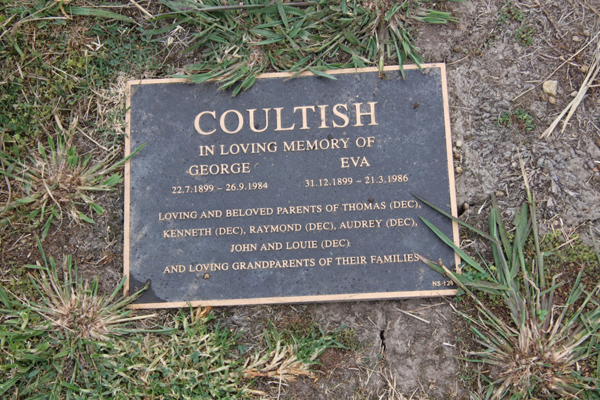 COULTISH
IN LOVING MEMORY OF
GEORGE EVA
22.7.1899 - 26.9.1984 31.12.1899 - 21.3.1986
LOVING AND BELOVED PARENTS OF THOMAS (DEC),
KENNETH (DEC), RAYMOND (DEC), AUDREY (DEC),
JOHN AND LOUIE (DEC)
AND LOVING GRANDPARENTS OF THEIR FAMILIES